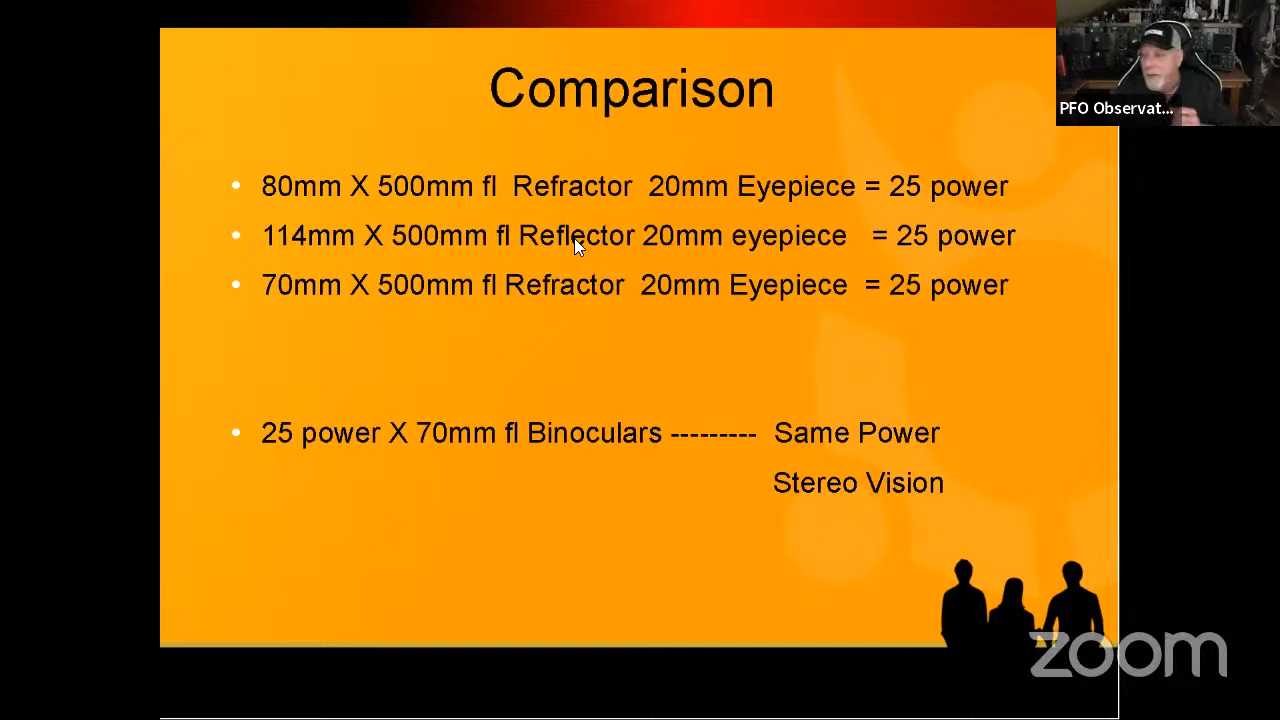 Comparison
PFO Observat...
80mm X 500mm fl Refractor 20mm Eyepiece = 25 power
114mm X 500mm fl Reflector 20mm eyepiece = 25 power
70mm X 500mm fl Refractor 20mm Eyepiece = 25 power
25 power X 70mm fl Binoculars --------- Same Power
Stereo Vision
zoom